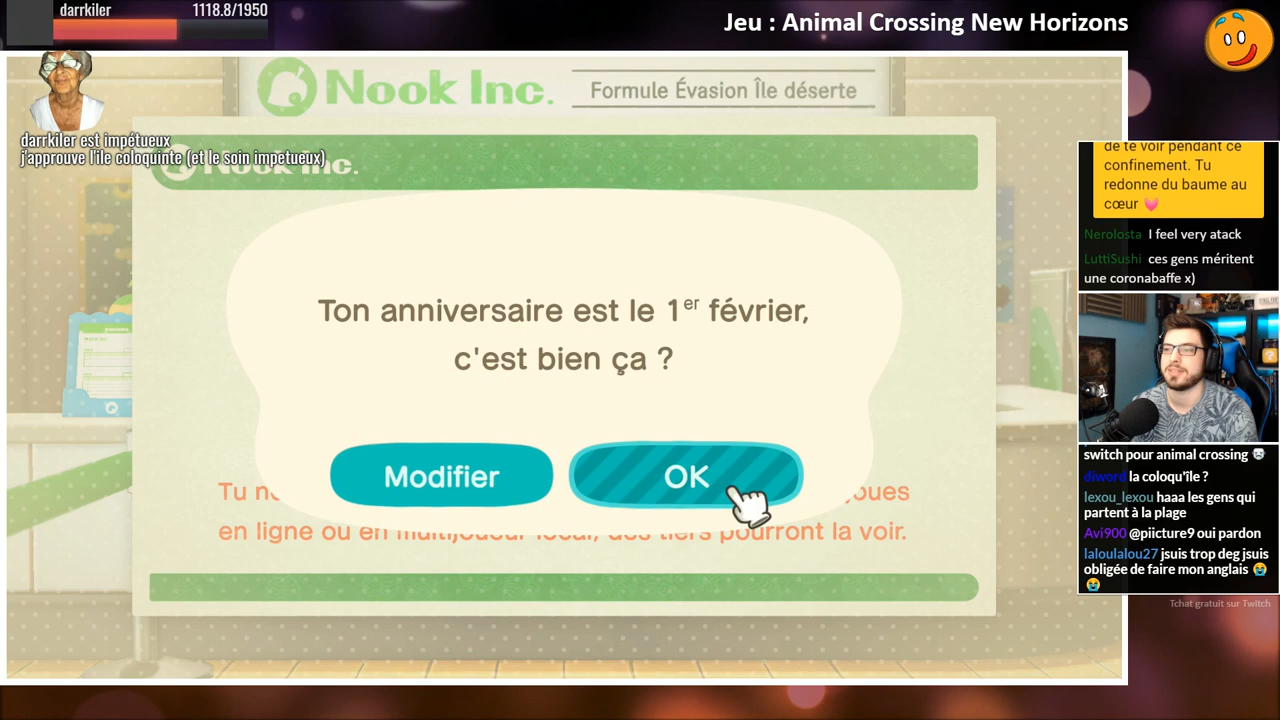 darrkiler 1118.8/1950
Jeu : Animal Crossing New Horizons
Nook Inc. Formule Évasion Île déserte
darrkiler est impétueux
j'approuve l'île coloquinte (et le soin impetueux)
Nook Inc.
Ton anniversaire est le 1er février,
c'est bien ça ?
Modifier OK
Tu n
oues
en ligne ou en multijoueur local, des tiers pourront la voir.
de te voir pendant ce
confinement. Tu
redonne du baume au
cœur 💗
Nerolosta I feel very atack
LuttiSushi ces gens méritent
une coronabaffe x)
switch pour animal crossing 😭
diword la coloqu'île ?
lexou_lexou haaa les gens qui
partent à la plage
Avi900 @piicture9 oui pardon
laloulalou27 jsuis trop deg jsuis
obligée de faire mon anglais 😭
😭
Tchat gratuit sur Twitch